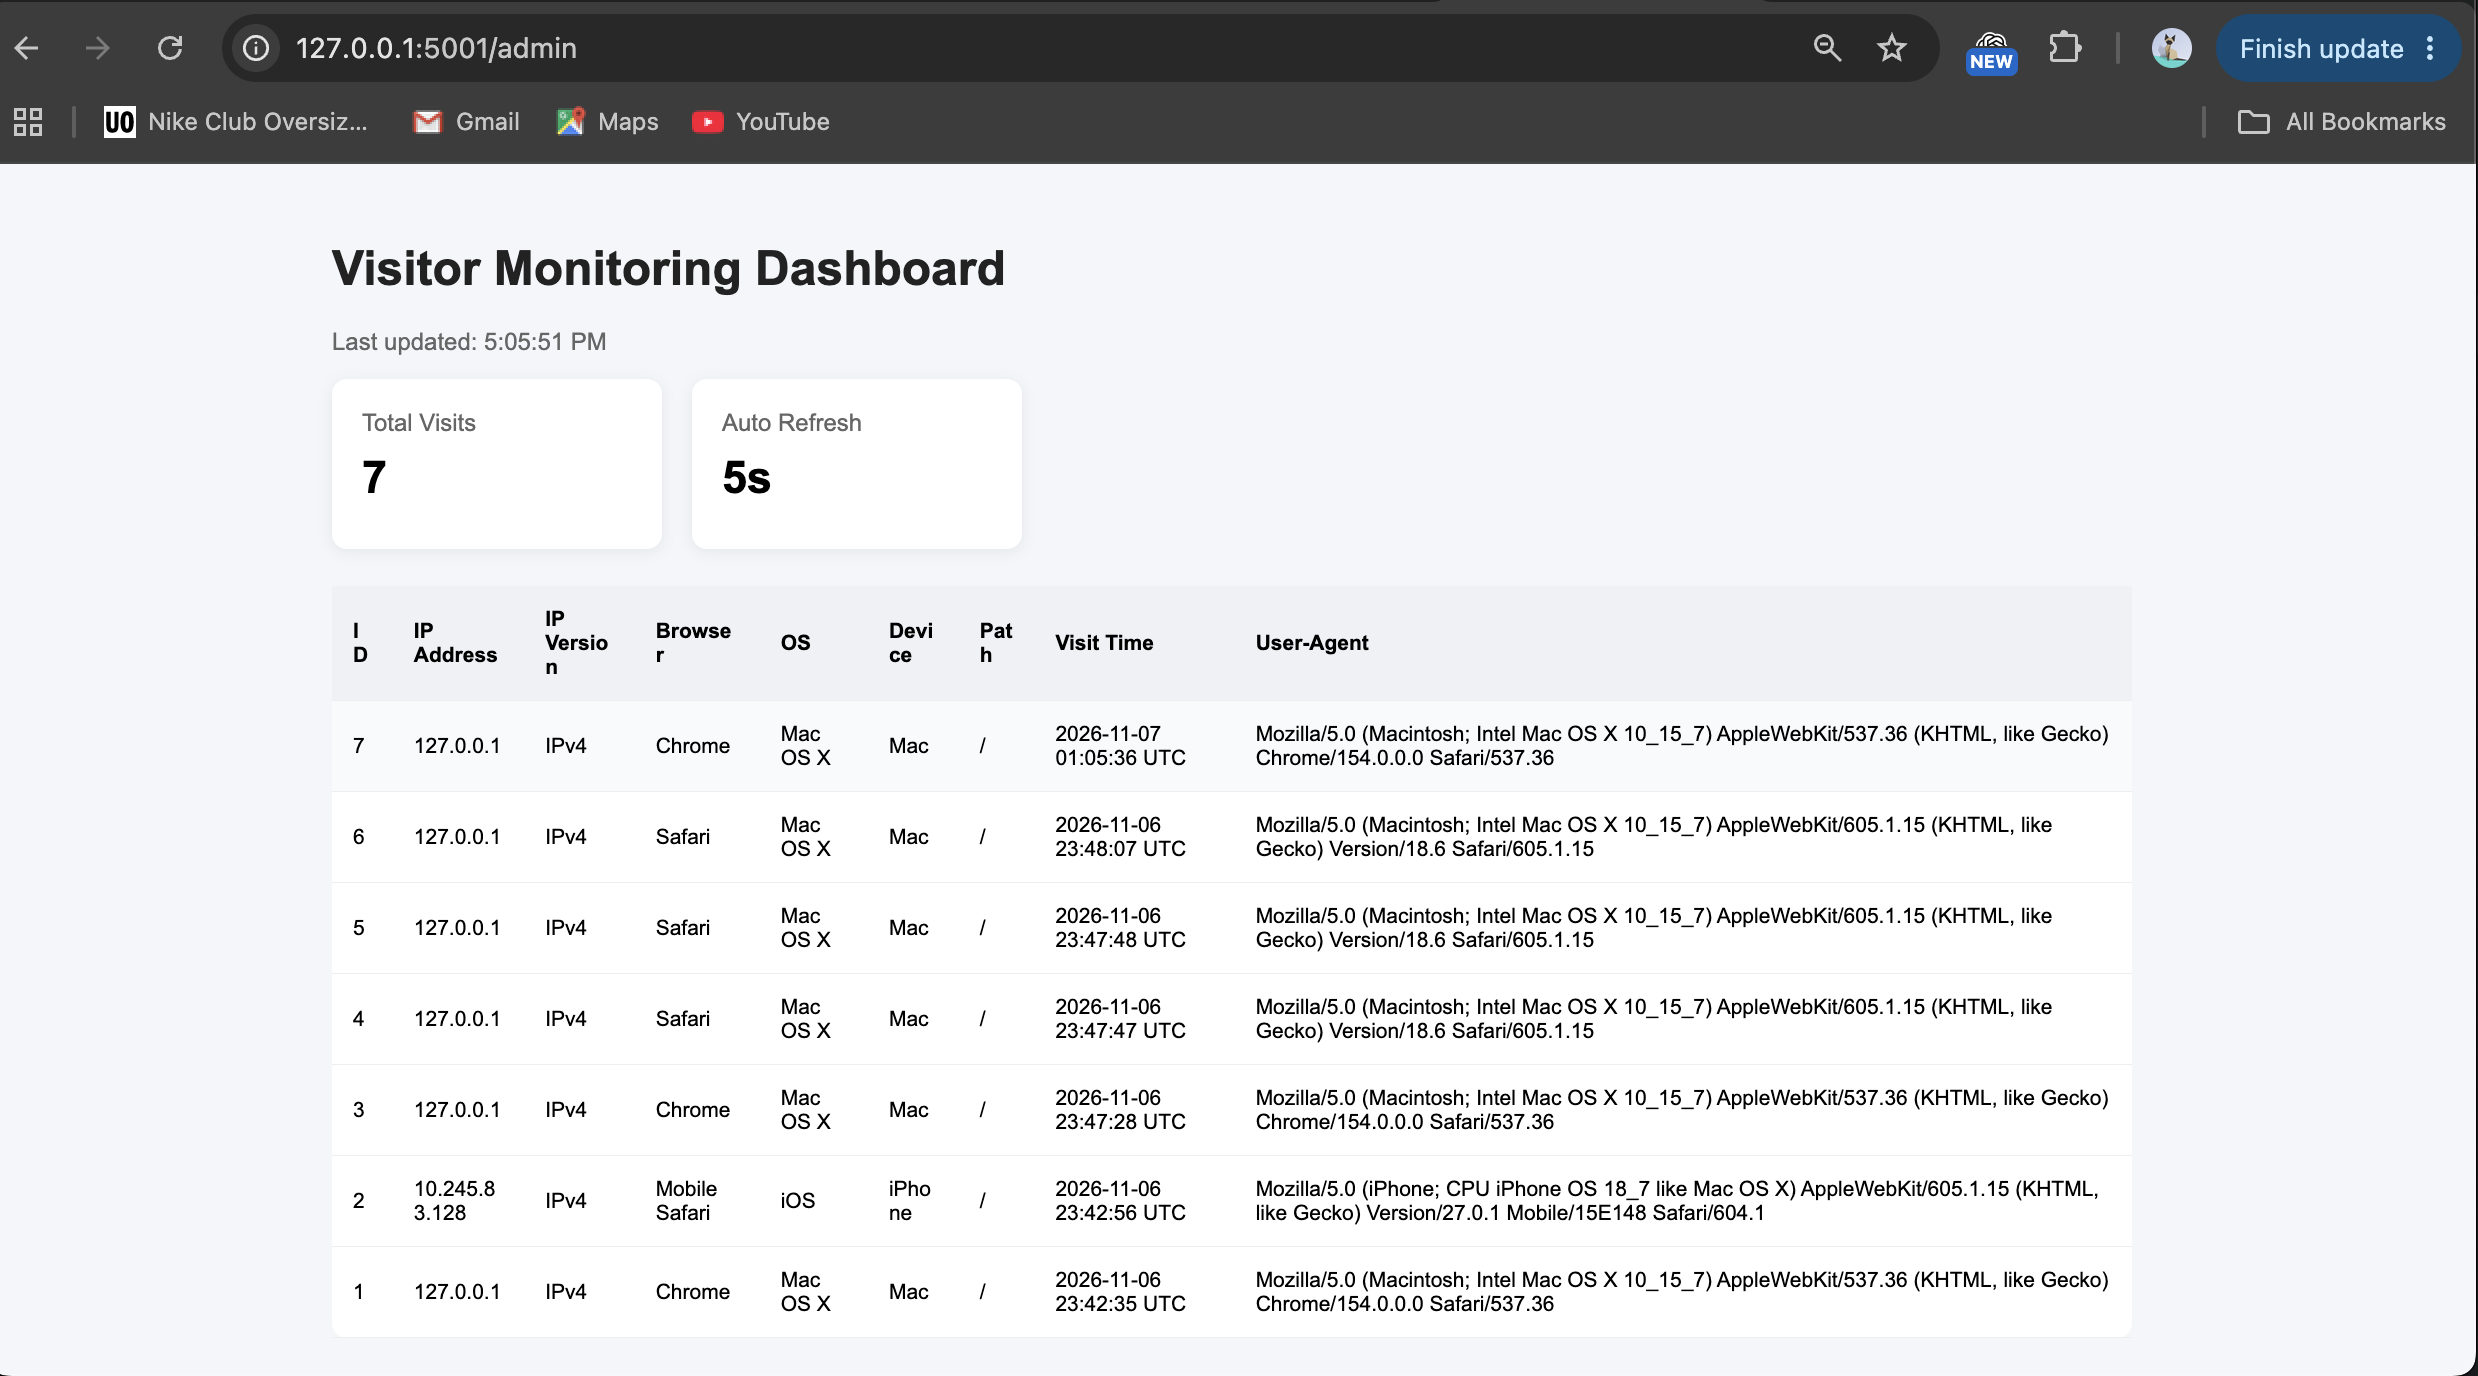 127.0.0.1:5001/admin
NEW
Finish update
UO Nike Club Oversiz...
Gmail
Maps
YouTube
All Bookmarks
Visitor Monitoring Dashboard
Last updated: 5:05:51 PM
Total Visits
7
Auto Refresh
5s
I
D
IP
Address
IP
Versio
n
Browse
r
OS
Devi
ce
Pat
h
Visit Time
User-Agent
7
127.0.0.1
IPv4
Chrome
Mac
OS X
Mac
/
2026-11-07
01:05:36 UTC
Mozilla/5.0 (Macintosh; Intel Mac OS X 10_15_7) AppleWebKit/537.36 (KHTML, like Gecko)
Chrome/154.0.0.0 Safari/537.36
6
127.0.0.1
IPv4
Safari
Mac
OS X
Mac
/
2026-11-06
23:48:07 UTC
Mozilla/5.0 (Macintosh; Intel Mac OS X 10_15_7) AppleWebKit/605.1.15 (KHTML, like
Gecko) Version/18.6 Safari/605.1.15
5
127.0.0.1
IPv4
Safari
Mac
OS X
Mac
/
2026-11-06
23:47:48 UTC
Mozilla/5.0 (Macintosh; Intel Mac OS X 10_15_7) AppleWebKit/605.1.15 (KHTML, like
Gecko) Version/18.6 Safari/605.1.15
4
127.0.0.1
IPv4
Safari
Mac
OS X
Mac
/
2026-11-06
23:47:47 UTC
Mozilla/5.0 (Macintosh; Intel Mac OS X 10_15_7) AppleWebKit/605.1.15 (KHTML, like
Gecko) Version/18.6 Safari/605.1.15
3
127.0.0.1
IPv4
Chrome
Mac
OS X
Mac
/
2026-11-06
23:47:28 UTC
Mozilla/5.0 (Macintosh; Intel Mac OS X 10_15_7) AppleWebKit/537.36 (KHTML, like Gecko)
Chrome/154.0.0.0 Safari/537.36
2
10.245.8
3.128
IPv4
Mobile
Safari
iOS
iPho
ne
/
2026-11-06
23:42:56 UTC
Mozilla/5.0 (iPhone; CPU iPhone OS 18_7 like Mac OS X) AppleWebKit/605.1.15 (KHTML,
like Gecko) Version/27.0.1 Mobile/15E148 Safari/604.1
1
127.0.0.1
IPv4
Chrome
Mac
OS X
Mac
/
2026-11-06
23:42:35 UTC
Mozilla/5.0 (Macintosh; Intel Mac OS X 10_15_7) AppleWebKit/537.36 (KHTML, like Gecko)
Chrome/154.0.0.0 Safari/537.36